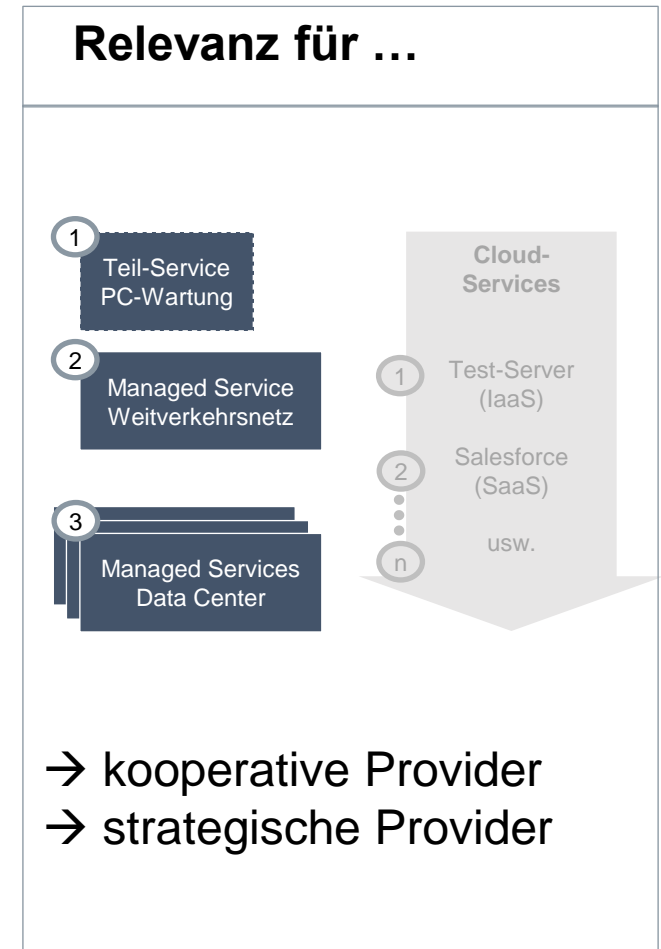 Relevanz für …
1
Teil-Service
PC-Wartung
2
Managed Service
Weitverkehrsnetz
3
Managed Services
Data Center
Cloud-
Services
1
Test-Server
(IaaS)
2
Salesforce
(SaaS)
usw.
n
→ kooperative Provider
→ strategische Provider